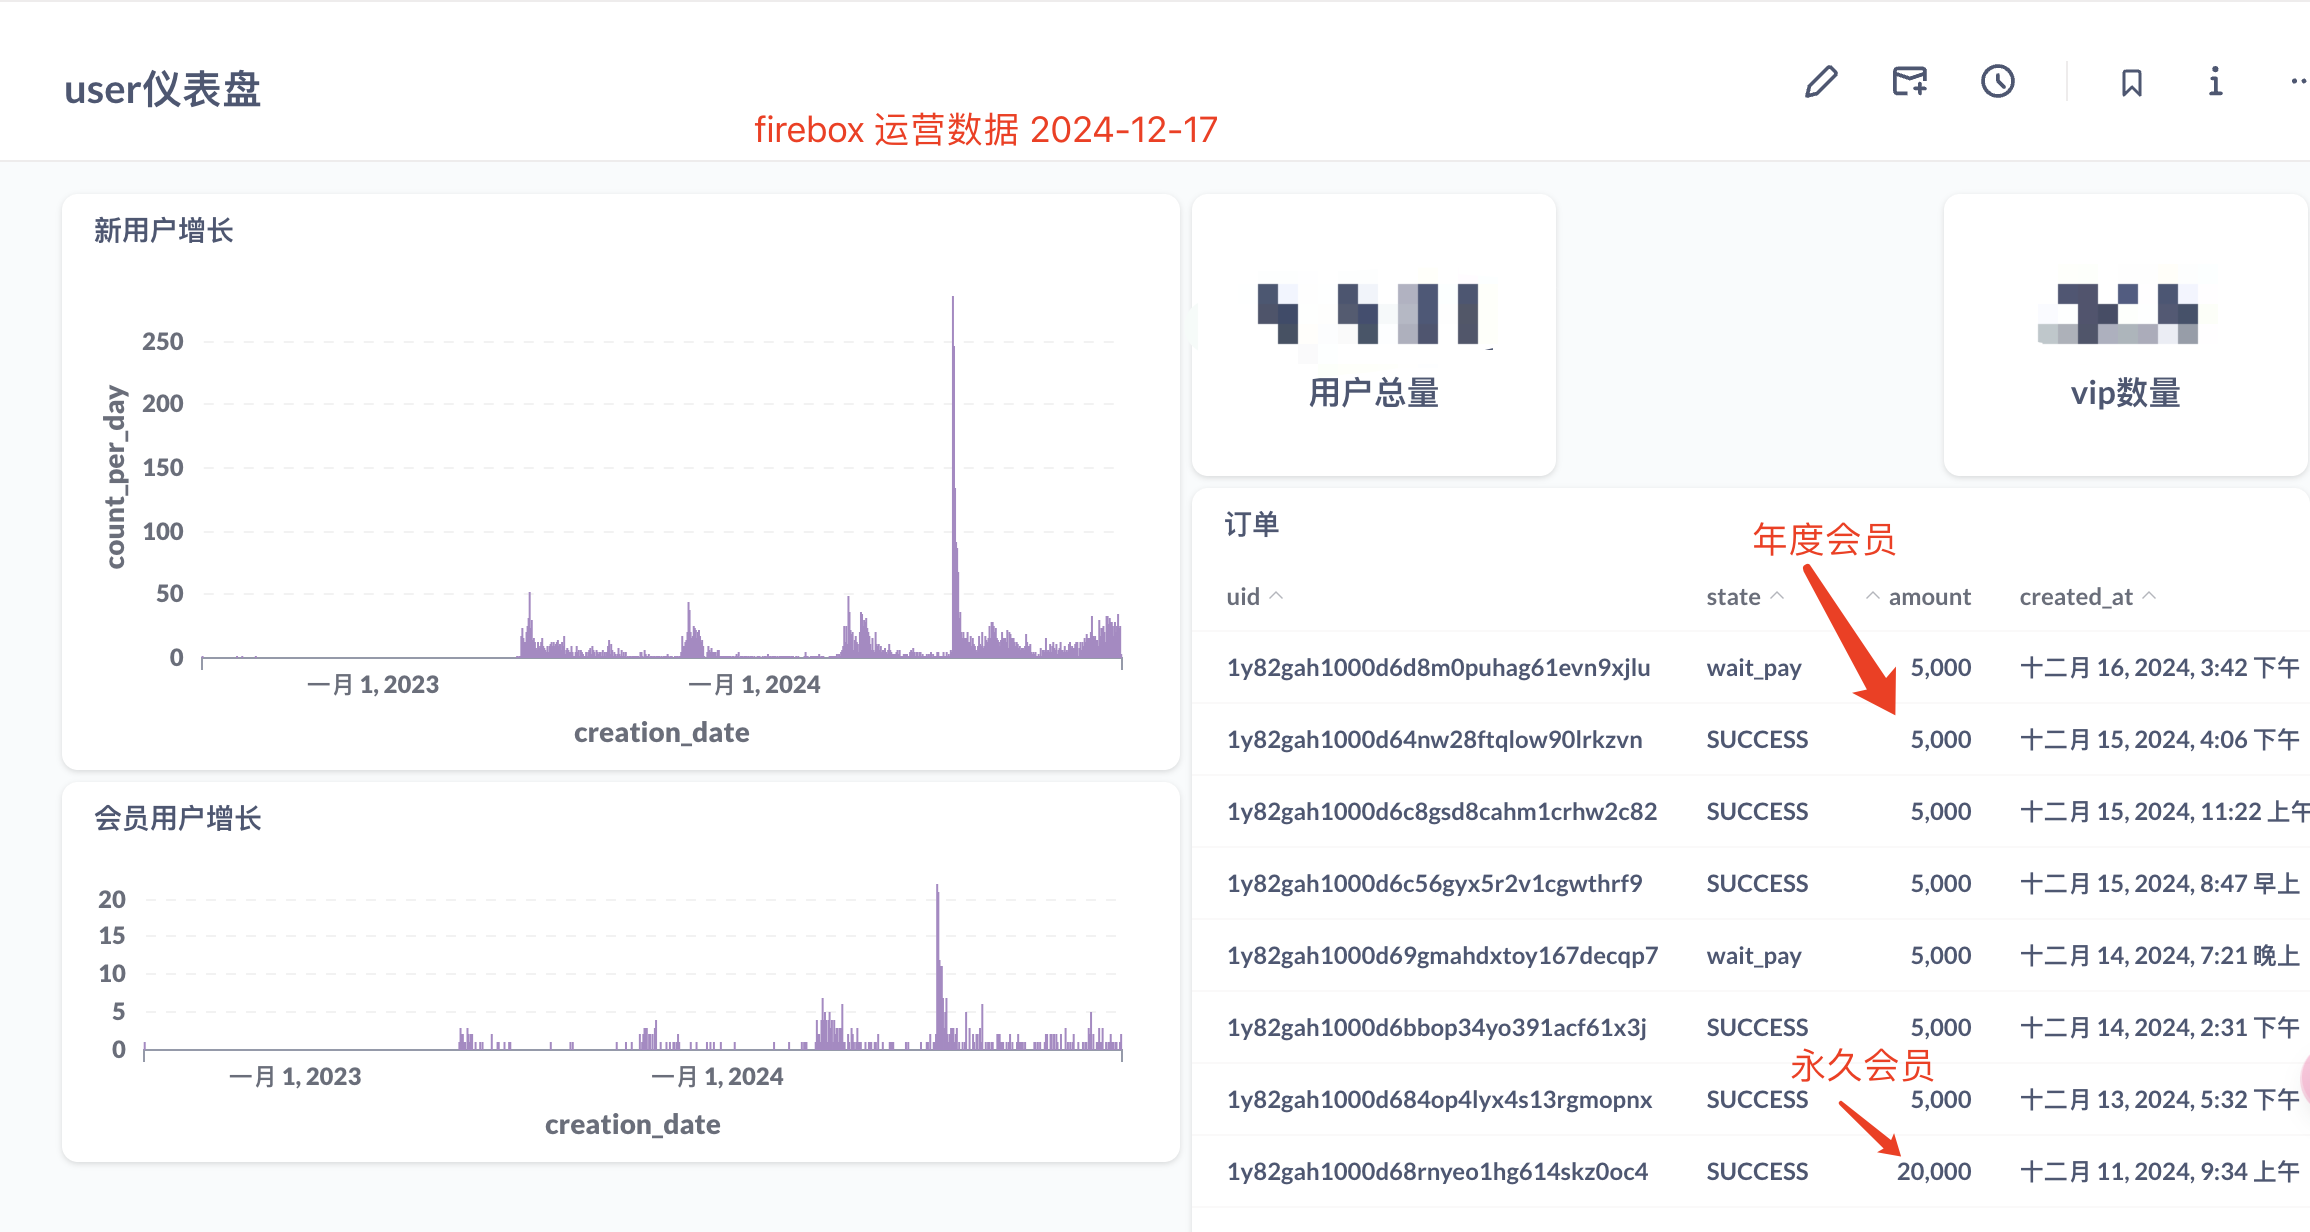 user仪表盘
firebox 运营数据 2024-12-17
新用户增长
count_per_day
250
200
150
100
50
0
一月 1, 2023
一月 1, 2024
creation_date
会员用户增长
20
15
10
5
0
一月 1, 2023
一月 1, 2024
creation_date
用户总量
vip数量
订单
年度会员
uid state amount created_at
1y82gah1000d6d8m0puhag61evn9xjlu wait_pay 5,000 十二月 16, 2024, 3:42 下午
1y82gah1000d64nw28ftqlow90lrkzvn SUCCESS 5,000 十二月 15, 2024, 4:06 下午
1y82gah1000d6c8gsd8cahm1crhw2c82 SUCCESS 5,000 十二月 15, 2024, 11:22 上午
1y82gah1000d6c56gyx5r2v1cgwthrf9 SUCCESS 5,000 十二月 15, 2024, 8:47 早上
1y82gah1000d69gmahdxtoy167decqp7 wait_pay 5,000 十二月 14, 2024, 7:21 晚上
1y82gah1000d6bbop34yo391acf61x3j SUCCESS 5,000 十二月 14, 2024, 2:31 下午
永久会员
1y82gah1000d684op4lyx4s13rgmopnx SUCCESS 5,000 十二月 13, 2024, 5:32 下午
1y82gah1000d68rnyeo1hg614skz0oc4 SUCCESS 20,000 十二月 11, 2024, 9:34 上午